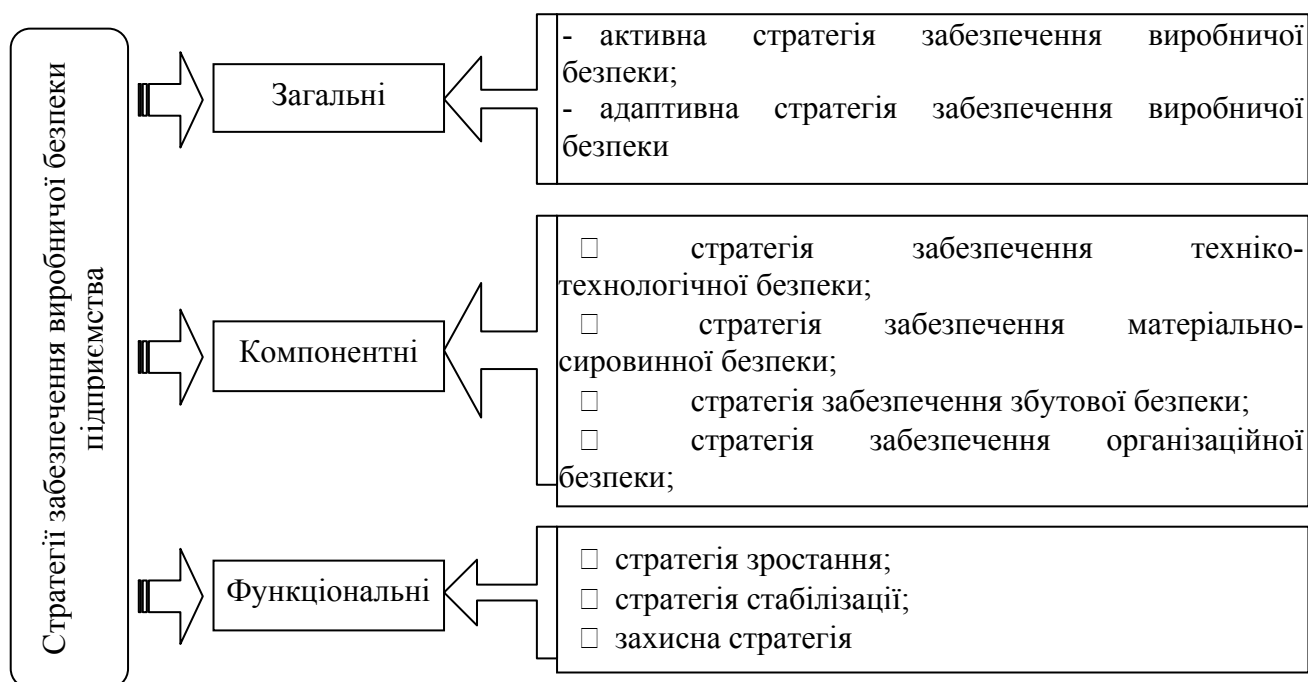 Стратегії забезпечення виробничої безпеки
підприємства
Загальні
- активна стратегія забезпечення виробничої
безпеки;
- адаптивна стратегія забезпечення виробничої
безпеки
Компонентні
□ стратегія забезпечення техніко-
технологічної безпеки;
□ стратегія забезпечення матеріально-
сировинної безпеки;
□ стратегія забезпечення збутової безпеки;
□ стратегія забезпечення організаційної
безпеки;
Функціональні
□ стратегія зростання;
□ стратегія стабілізації;
□ захисна стратегія